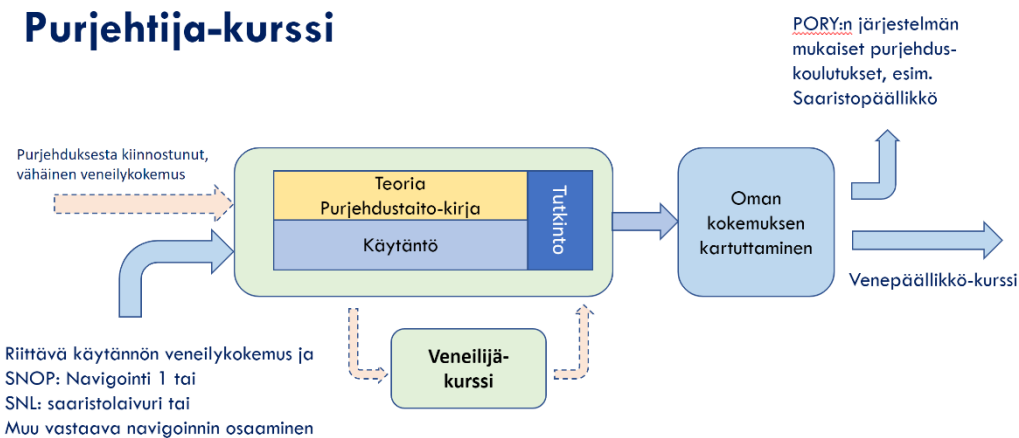 Purjehtija-kurssi
PORY:n järjestelmän
mukaiset purjehdus-
koulutukset, esim.
Saaristopäällikkö
Purjehduksesta kiinnostunut,
vähäinen veneilykokemus
Teoria
Purjehdustaito-kirja
Käytäntö
Tutkinto
Oman
kokemuksen
kartuttaminen
Venepäällikkö-kurssi
Veneilijä-
kurssi
Riittävä käytännön veneilykokemus ja
SNOP: Navigointi 1 tai
SNL: saaristolaivuri tai
Muu vastaava navigoinnin osaaminen